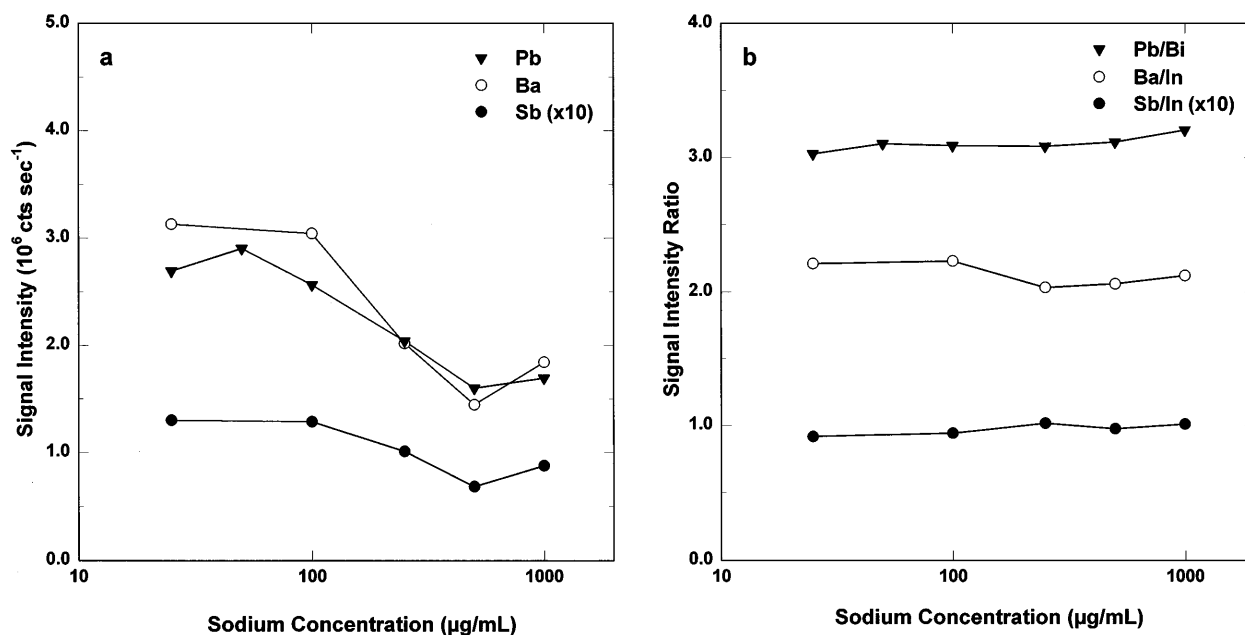 5.0
4.0
3.0
2.0
1.0
0.0
Signal Intensity (10⁶ cts sec⁻¹)
a
Pb
Ba
Sb (x10)
10
100
1000
Sodium Concentration (µg/mL)
4.0
3.0
2.0
1.0
0.0
Signal Intensity Ratio
b
Pb/Bi
Ba/In
Sb/In (x10)
10
100
1000
Sodium Concentration (µg/mL)